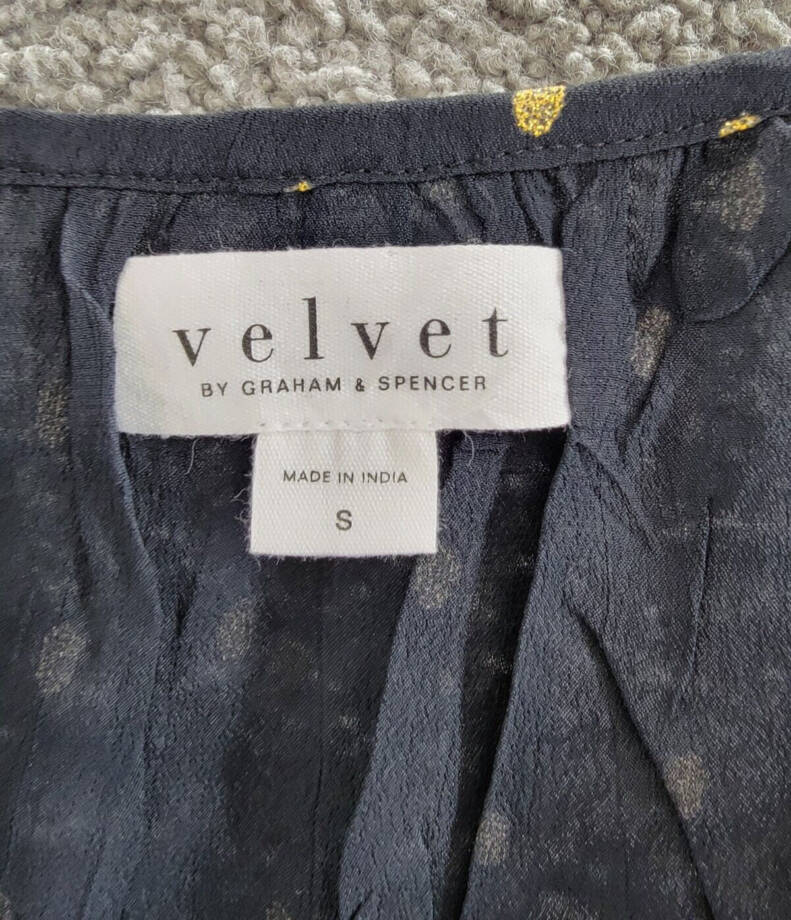 velvet
BY GRAHAM & SPENCER
MADE IN INDIA
S